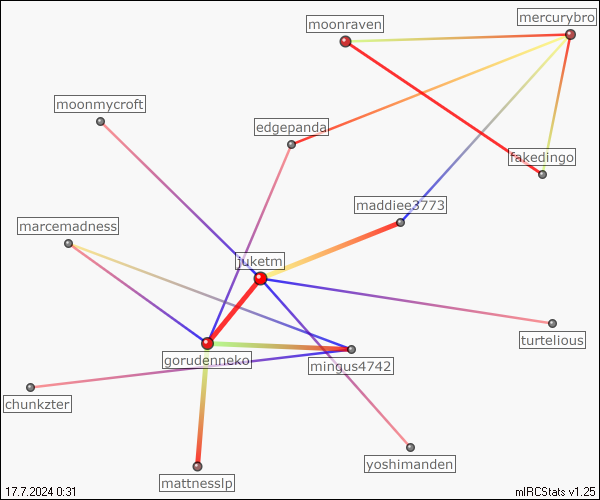 mercurybro
moonraven
moonmycroft
edgepanda
fakedingo
maddiee3773
marcemadness
juketm
turtelious
gorudenneko
mingus4742
chunkzter
yoshimanden
mattnesslp
17.7.2024 0:31
mIRCStats v1.25